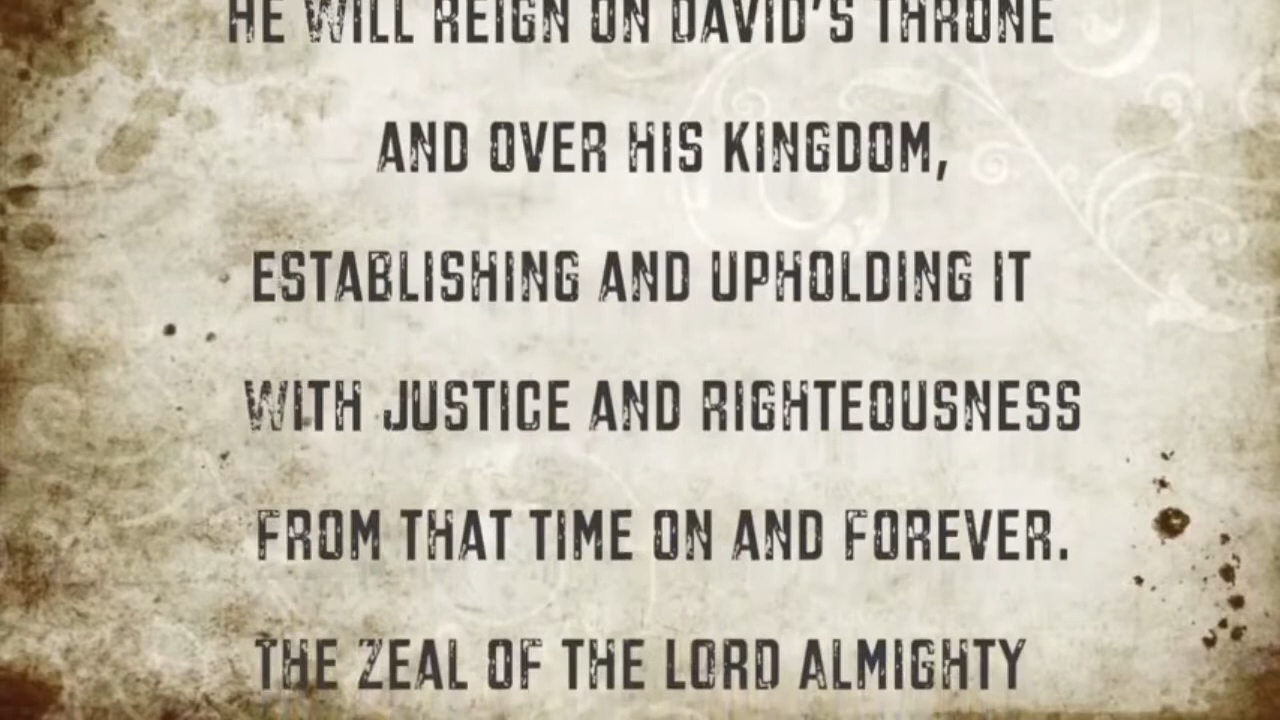 HE WILL REIGN ON DAVID'S THRONE
AND OVER HIS KINGDOM,
ESTABLISHING AND UPHOLDING IT
WITH JUSTICE AND RIGHTEOUSNESS
FROM THAT TIME ON AND FOREVER.
THE ZEAL OF THE LORD ALMIGHTY